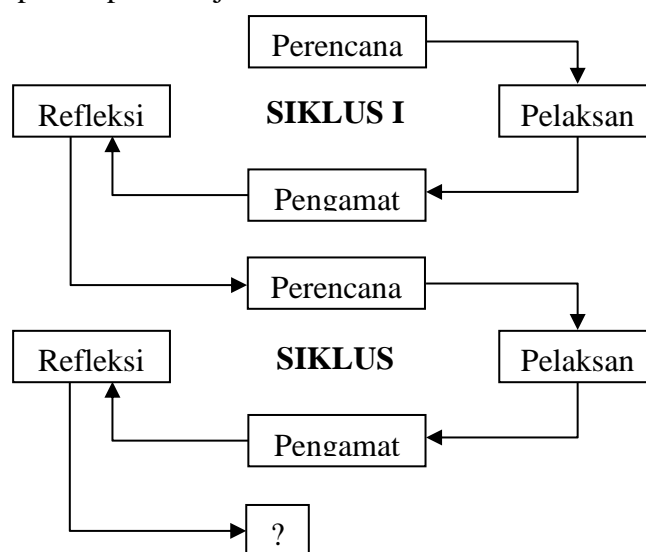 Perencana
Refleksi
SIKLUS I
Pelaksan
Pengamat
Perencana
Refleksi
SIKLUS
Pelaksan
Pengamat
?